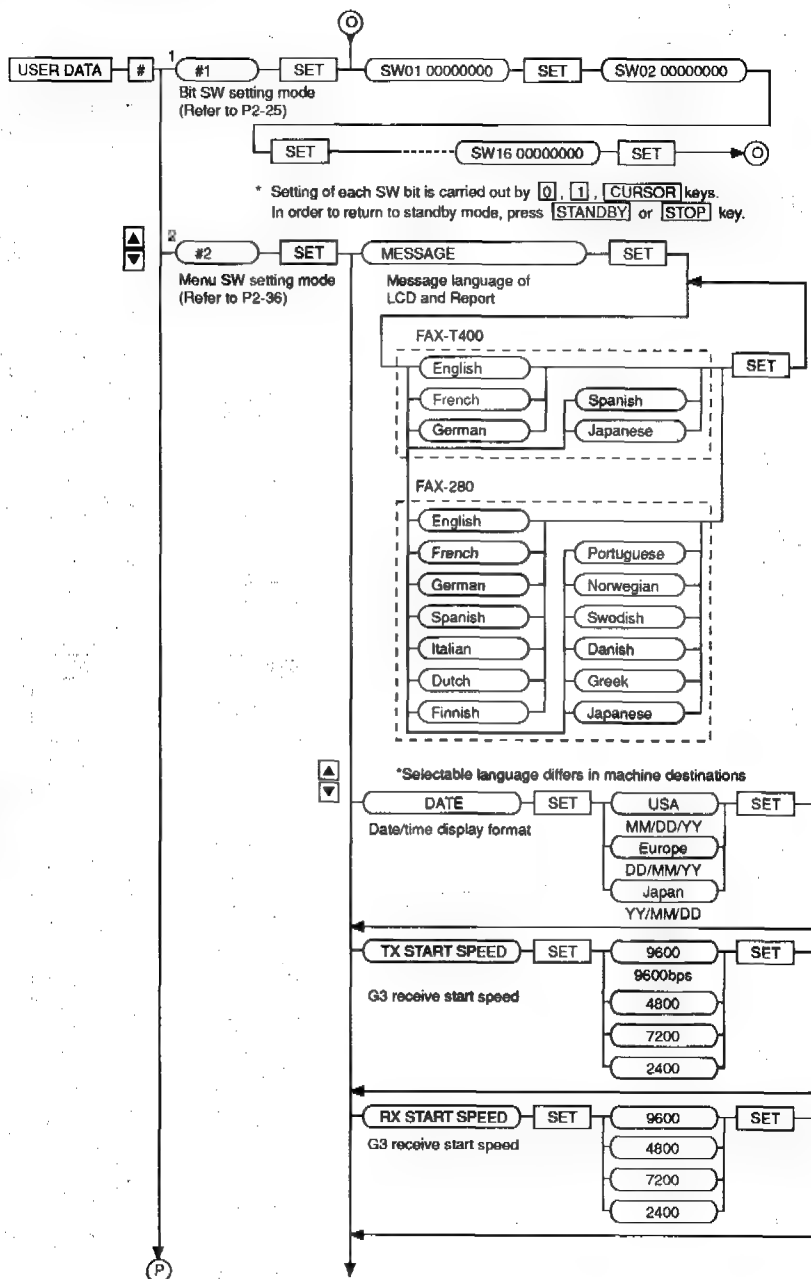 O
USER DATA # 1 #1 SET SW01 00000000 SET SW02 00000000
Bit SW setting mode
(Refer to P2-25)
SET SW16 00000000 SET O
* Setting of each SW bit is carried out by 0, 1, CURSOR keys.
In order to return to standby mode, press STANDBY or STOP key.
2 #2 SET MESSAGE SET
Menu SW setting mode
(Refer to P2-36)
Message language of
LCD and Report
FAX-T400
English SET
French Spanish
German Japanese
FAX-280
English
French Portuguese
German Norwegian
Spanish Swodish
Italian Danish
Dutch Greek
Finnish Japanese
*Selectable language differs in machine destinations
DATE SET USA SET
Date/time display format MM/DD/YY
Europe
DD/MM/YY
Japan
YY/MM/DD
TX START SPEED SET 9600 SET
9600bps
G3 receive start speed 4800
7200
2400
RX START SPEED SET 9600 SET
G3 receive start speed 4800
7200
2400
P